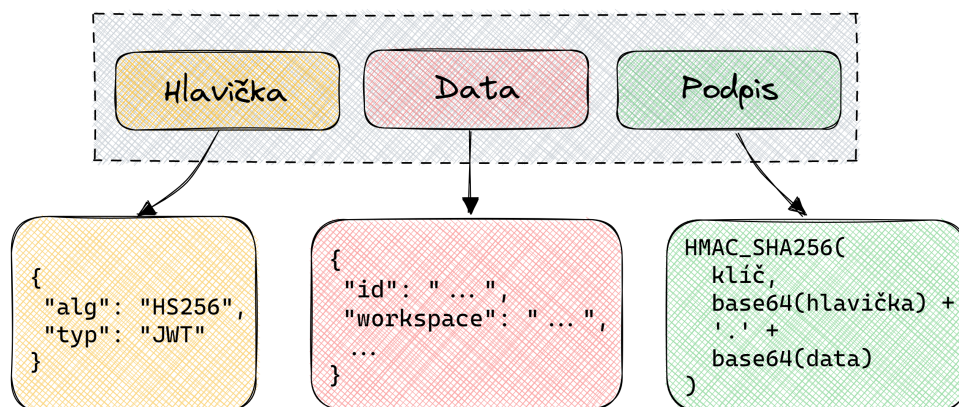 Hlavička
Data
Podpis
{
"alg": "HS256",
"typ": "JWT"
}
{
"id": "...",
"workspace": "...",
...
}
HMAC_SHA256(
klíč,
base64(hlavička) +
'.' +
base64(data)
)